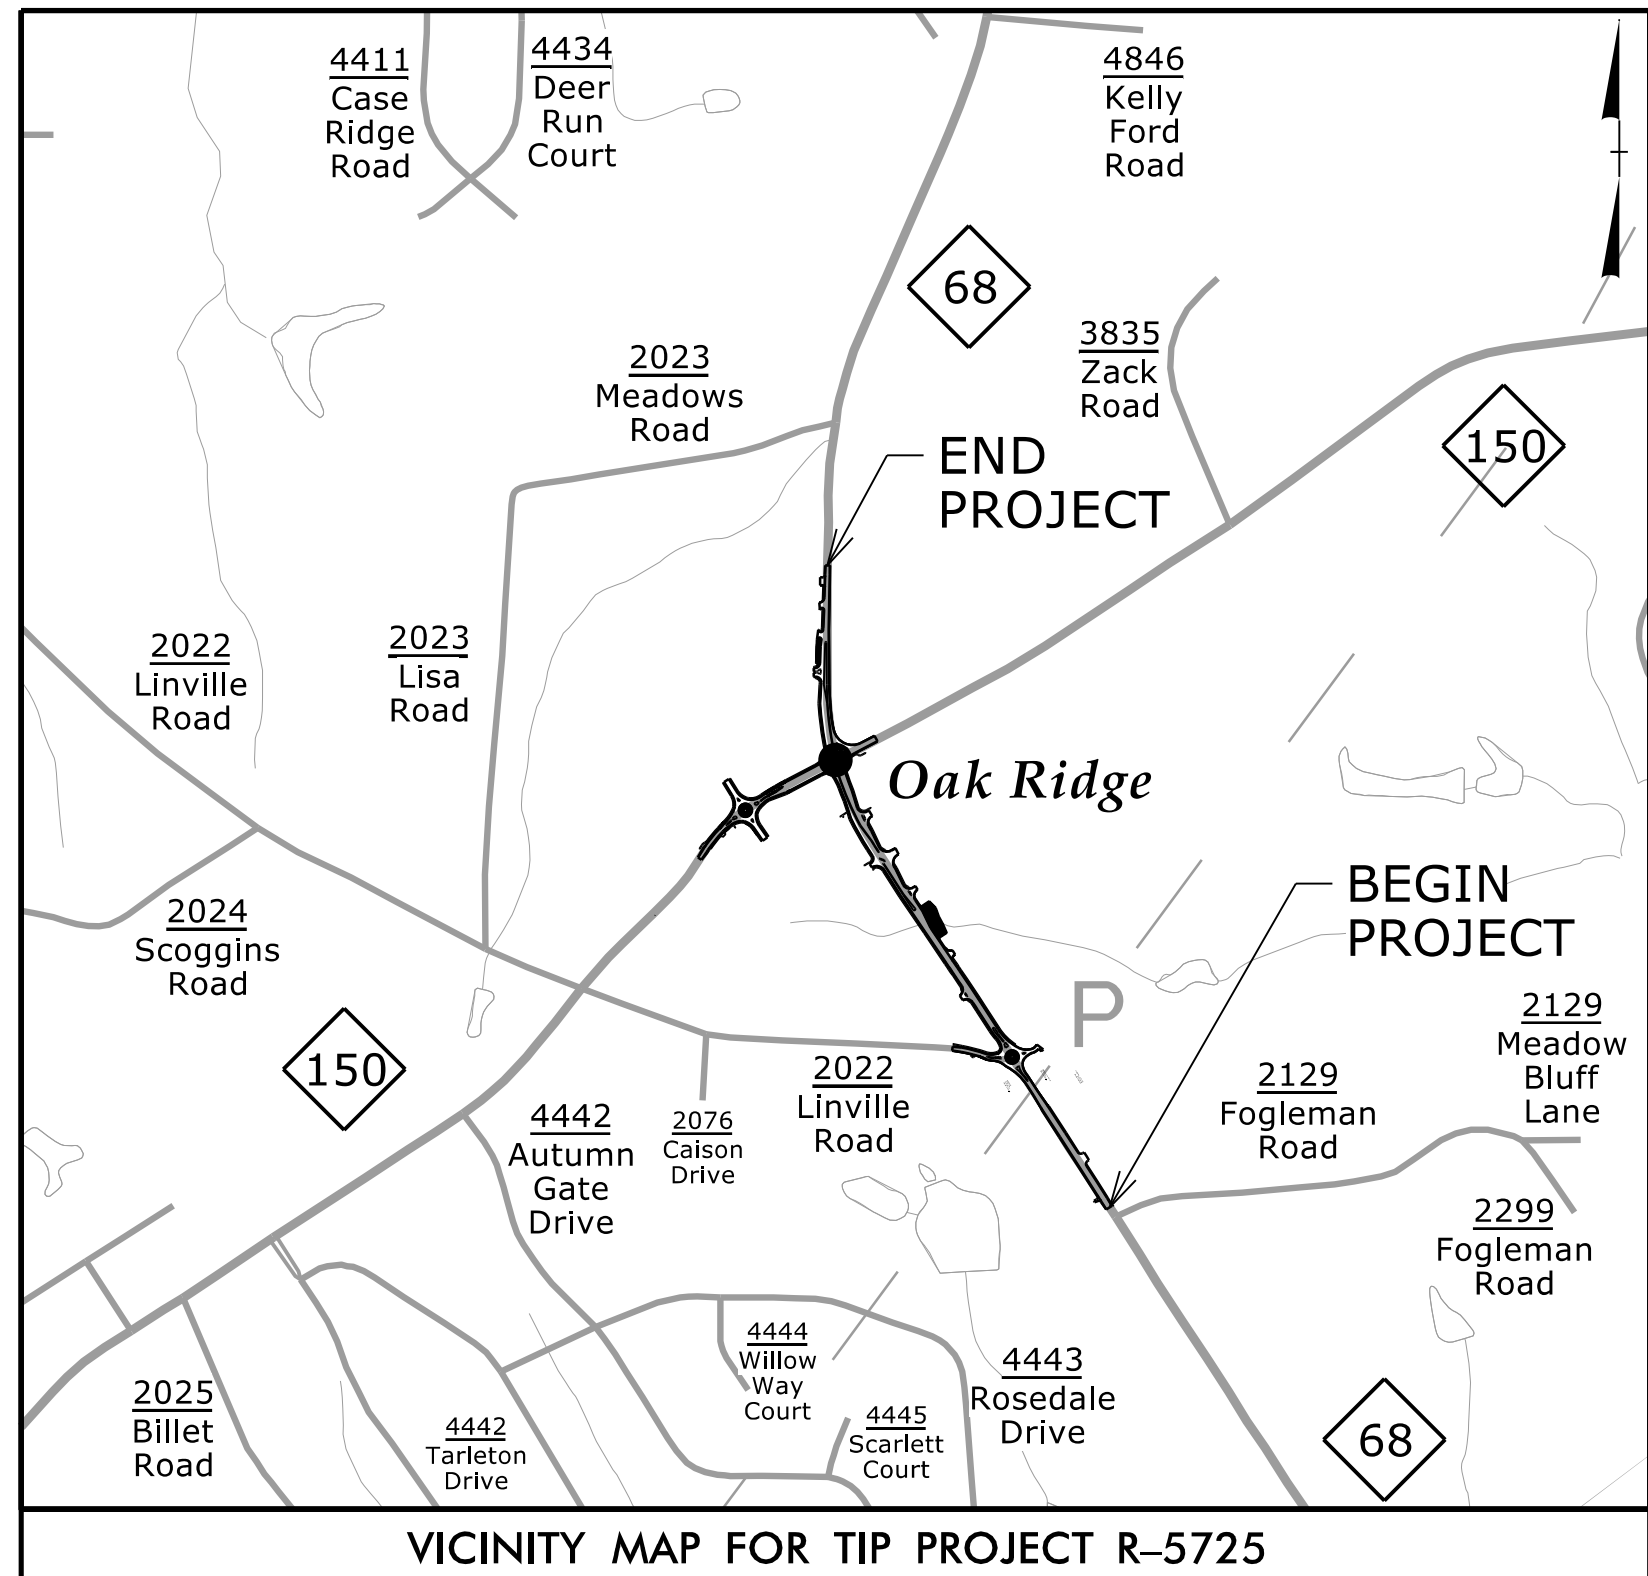 4411
Case
Ridge
Road
4434
Deer
Run
Court
4846
Kelly
Ford
Road
68
2023
Meadows
Road
3835
Zack
Road
150
END
PROJECT
2022
Linville
Road
2023
Lisa
Road
Oak Ridge
BEGIN
PROJECT
2024
Scoggins
Road
P
150
2129
Meadow
Bluff
Lane
2022
Linville
Road
2129
Fogleman
Road
4442
Autumn
Gate
Drive
2076
Caison
Drive
2299
Fogleman
Road
4444
Willow
Way
Court
4443
Rosedale
Drive
2025
Billet
Road
4442
Tarleton
Drive
4445
Scarlett
Court
68
VICINITY MAP FOR TIP PROJECT R–5725